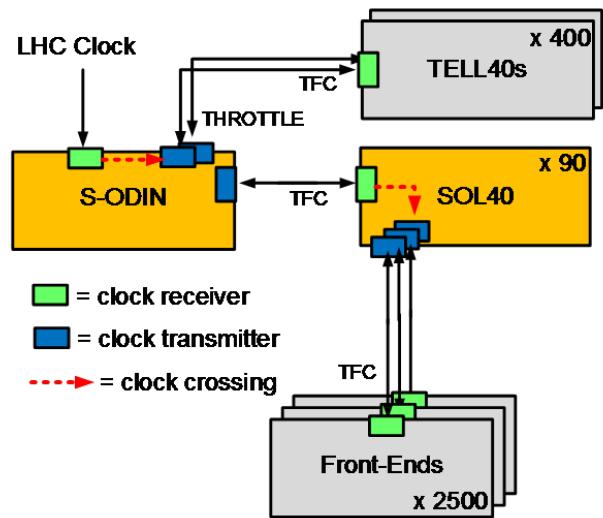 LHC Clock
x 400
TELL40s
TFC
THROTTLE
S-ODIN
TFC
x 90
SOL40
= clock receiver
= clock transmitter
= clock crossing
TFC
Front-Ends
x 2500